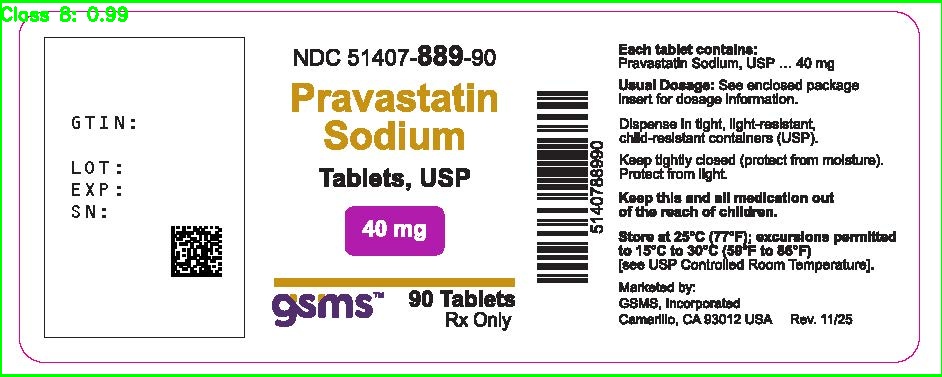 Class 8: 0.99
GTIN:
LOT:
EXP:
SN:
NDC 51407-889-90
Pravastatin
Sodium
Tablets, USP
40 mg
gsms™
90 Tablets
Rx Only
5140788990
Each tablet contains:
Pravastatin Sodium, USP ... 40 mg
Usual Dosage: See enclosed package
insert for dosage information.
Dispense in tight, light-resistant,
child-resistant containers (USP).
Keep tightly closed (protect from moisture).
Protect from light.
Keep this and all medication out
of the reach of children.
Store at 25°C (77°F); excursions permitted
to 15°C to 30°C (59°F to 86°F)
[see USP Controlled Room Temperature].
Marketed by:
GSMS, Incorporated
Camarillo, CA 93012 USA Rev. 11/25